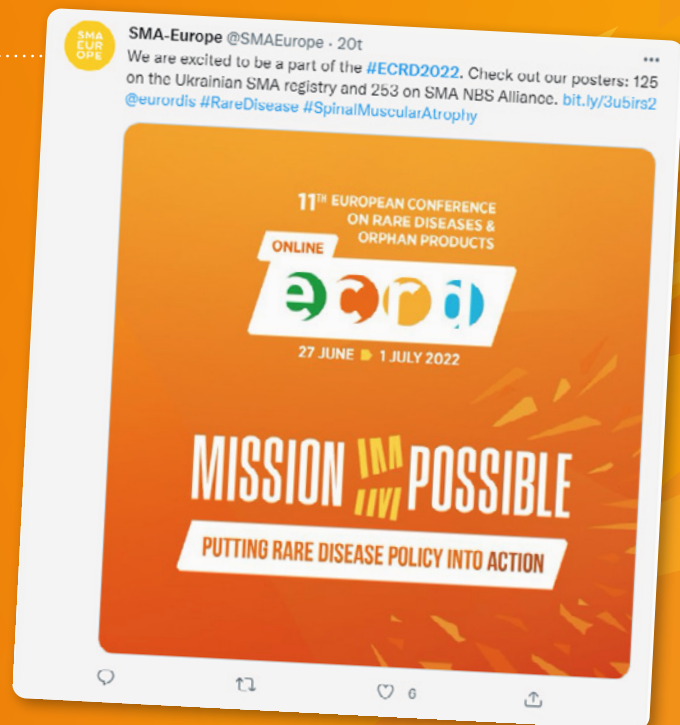 SMA
EUR
OPE
SMA-Europe @SMAEurope · 20t
We are excited to be a part of the #ECRD2022. Check out our posters: 125
on the Ukrainian SMA registry and 253 on SMA NBS Alliance. bit.ly/3u5irs2
@eurordis #RareDisease #SpinalMuscularAtrophy
11TH EUROPEAN CONFERENCE
ON RARE DISEASES &
ORPHAN PRODUCTS
ONLINE
ecrd
27 JUNE 1 JULY 2022
MISSION IM POSSIBLE
PUTTING RARE DISEASE POLICY INTO ACTION
6